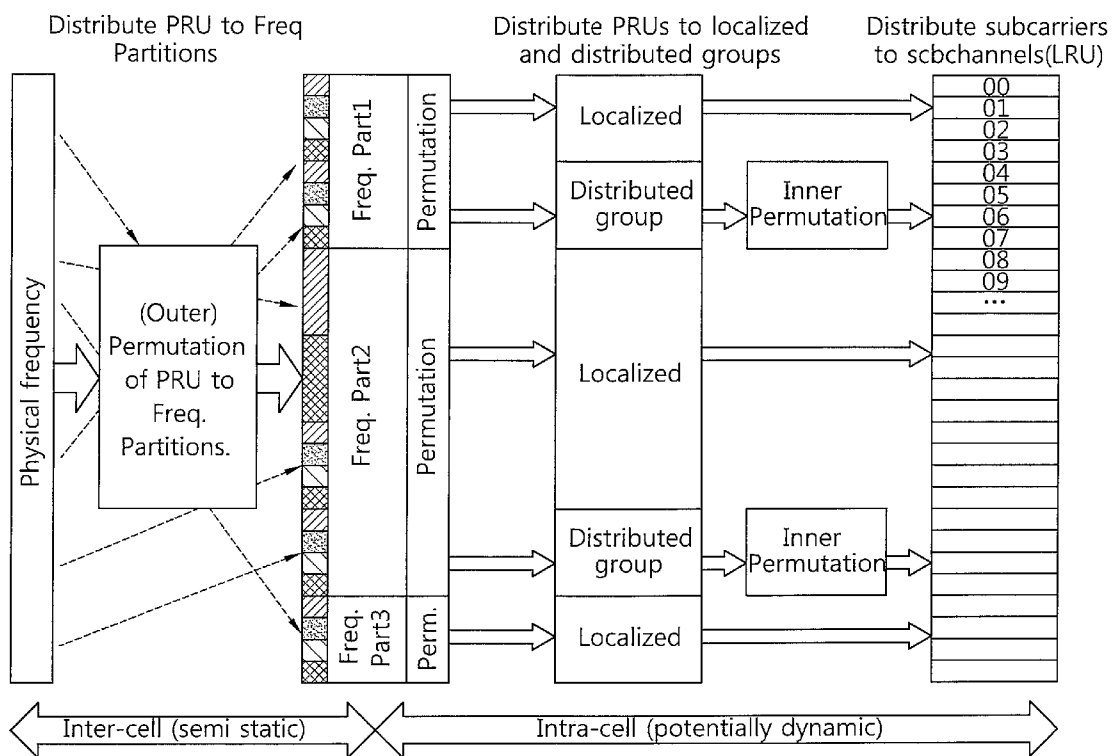 Distribute PRU to Freq
Partitions
Distribute PRUs to localized
and distributed groups
Distribute subcarriers
to scbchannels(LRU)
Physical frequency
(Outer)
Permutation
of PRU to
Freq.
Partitions.
Freq. Part1
Permutation
Freq. Part2
Permutation
Freq.
Part3
Perm.
Localized
Distributed
group
Localized
Distributed
group
Localized
Inner
Permutation
Inner
Permutation
00
01
02
03
04
05
06
07
08
09
...
Inter-cell (semi static)
Intra-cell (potentially dynamic)